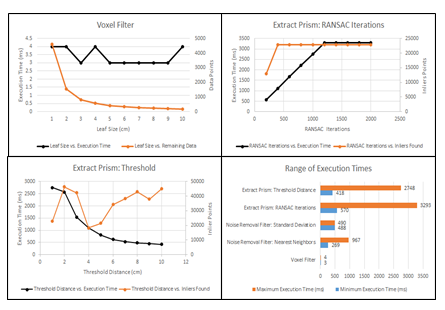 Voxel Filter
4.5
4
3.5
3
2.5
2
1.5
1
0.5
0
Execution Time (ms)
5000
4000
3000
2000
1000
0
Data Points
1 2 3 4 5 6 7 8 9 10
Leaf Size (cm)
Leaf Size vs. Execution Time
Leaf Size vs. Remaining Data
Extract Prism: RANSAC Iterations
3500
3000
2500
2000
1500
1000
500
0
Execution Time (ms)
25000
20000
15000
10000
5000
0
Inliers Points
0 500 1000 1500 2000 2500
RANSAC Iterations
RANSAC Iterations vs. Execution Time
RANSAC Iterations vs. Inliers Found
Extract Prism: Threshold
3000
2500
2000
1500
1000
500
0
Execution Time (ms)
50000
40000
30000
20000
10000
0
Inlier Points
0 2 4 6 8 10 12
Threshold Distance (cm)
Threshold Distance vs. Execution Time
Threshold Distance vs. Inliers Found
Range of Execution Times
Extract Prism: Threshold Distance
2748
418
Extract Prism: RANSAC Iterations
3293
570
Noise Removal Filter: Standard Deviation
490
488
Noise Removal Filter: Nearest Neighbors
967
269
Voxel Filter
4
3
0 500 1000 1500 2000 2500 3000 3500
Maximum Execution Time (ms)
Minimum Execution Time (ms)